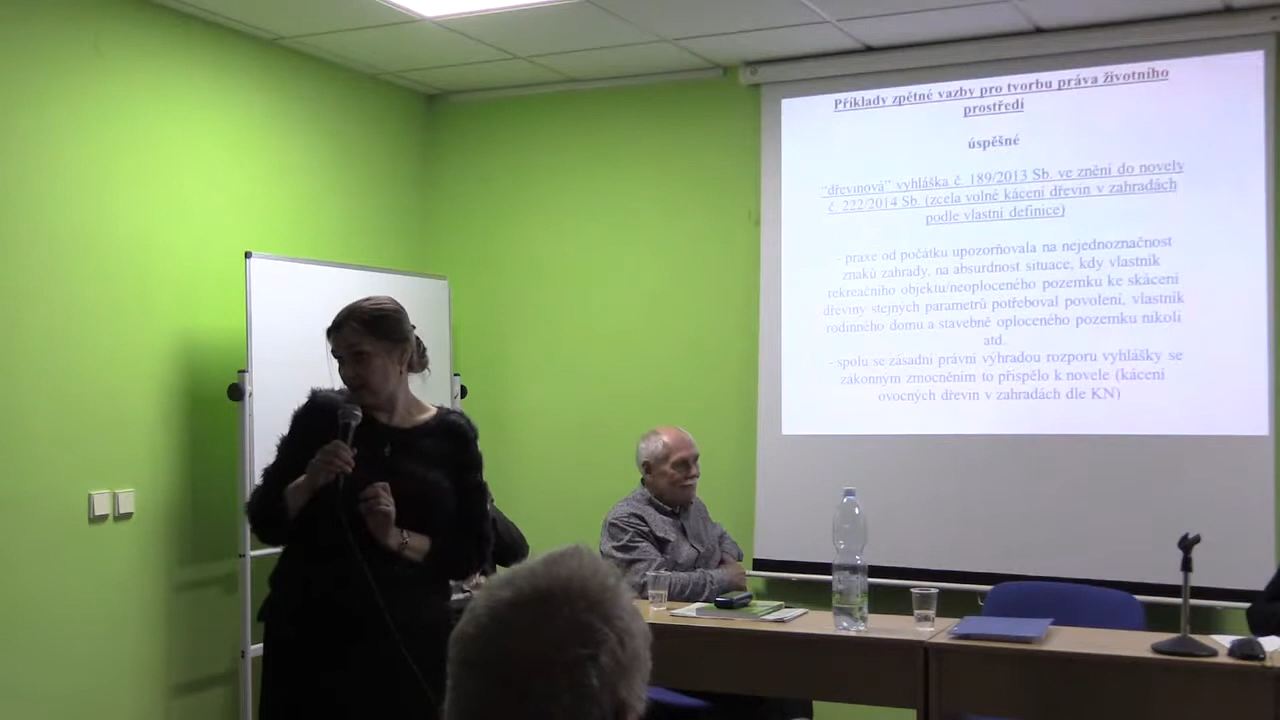 Příklady zpětné vazby pro tvorbu práva životního
prostředí
úspěšné
"dřevinová" vyhláška č. 189/2013 Sb. ve znění do novely
č. 222/2014 Sb. (zcela volné kácení dřevin v zahradách
podle vlastní definice)
- praxe od počátku upozorňovala na nejednoznačnost
znaků zahrady, na absurdnost situace, kdy vlastník
rekreačního objektu/neoploceného pozemku ke skácení
dřeviny stejných parametrů potřeboval povolení, vlastník
rodinného domu a stavebně oploceného pozemku nikoli
atd.
- spolu se zásadní právní výhradou rozporu vyhlášky se
zákonným zmocněním to přispělo k novele (kácení
ovocných dřevin v zahradách dle KN)